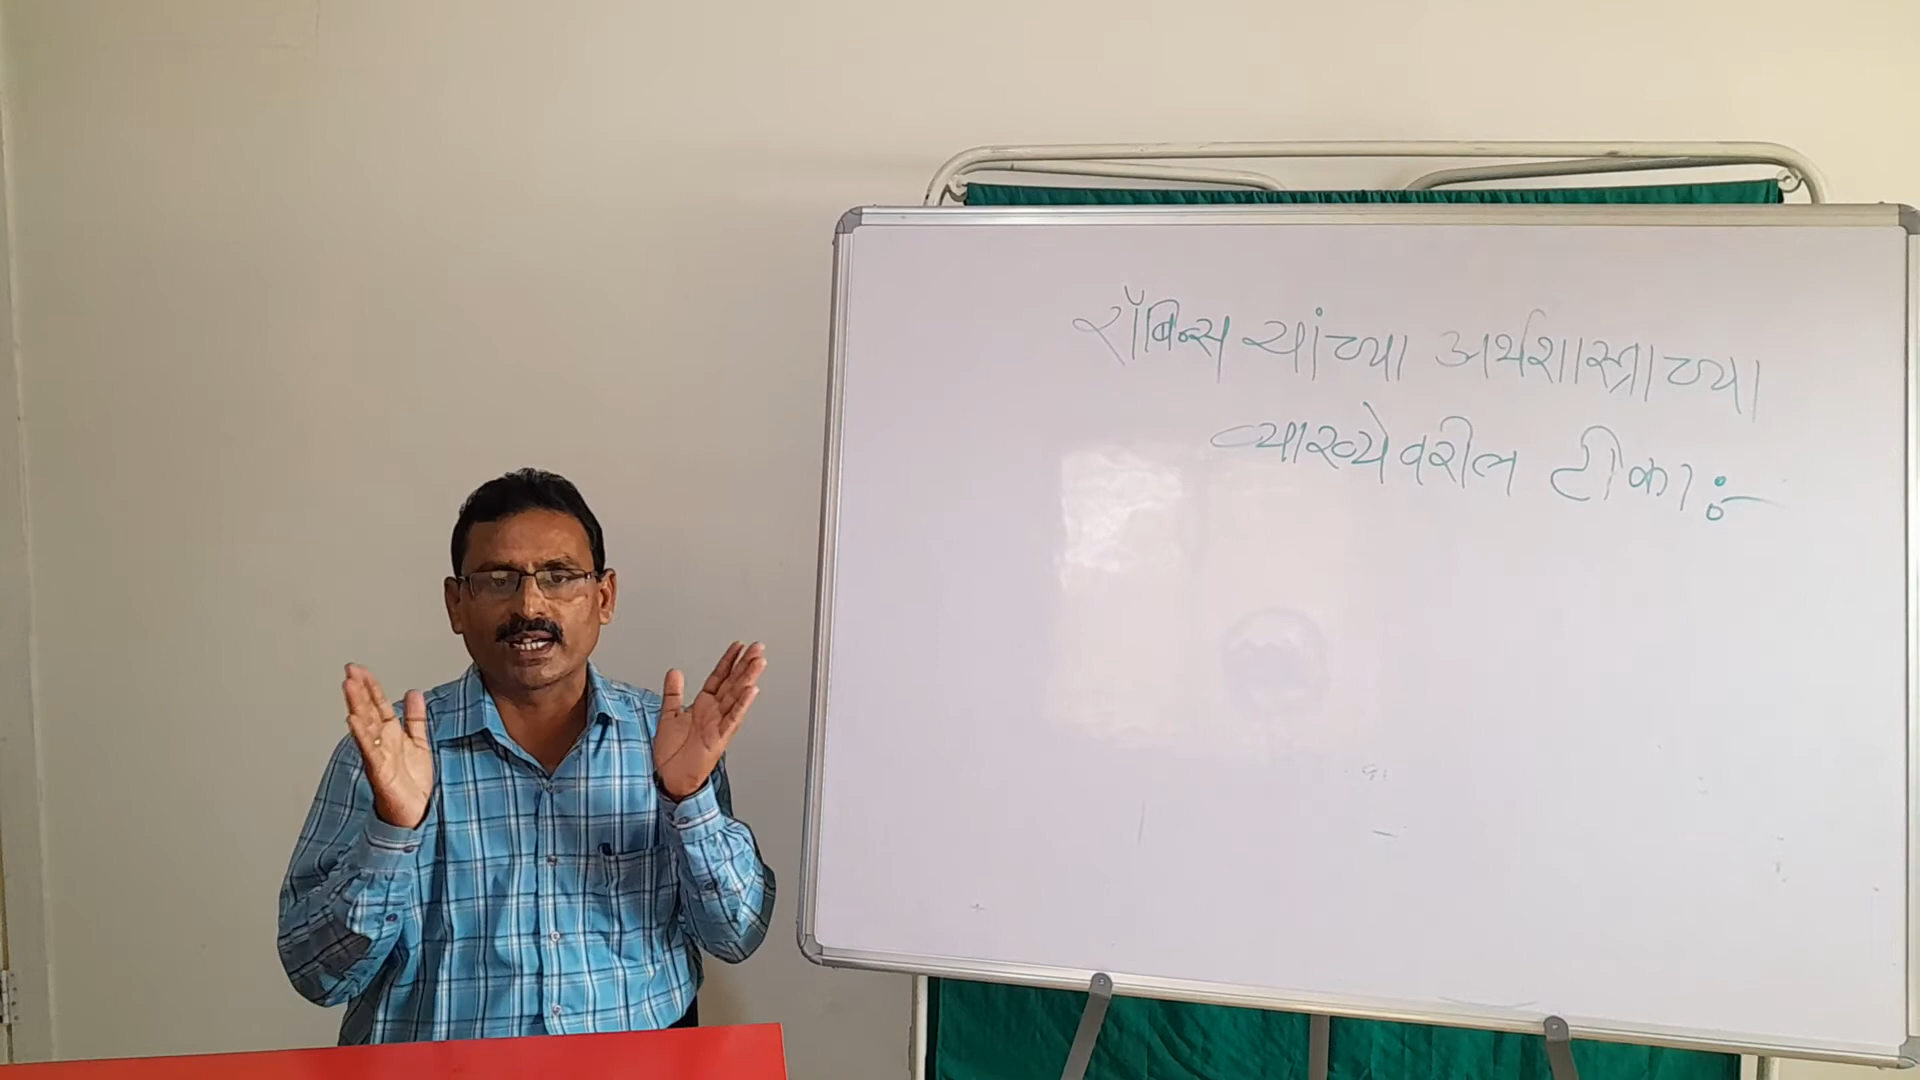 रॉबिन्स यांच्या अर्थशास्त्राच्या
व्याख्येवरील टीका :-